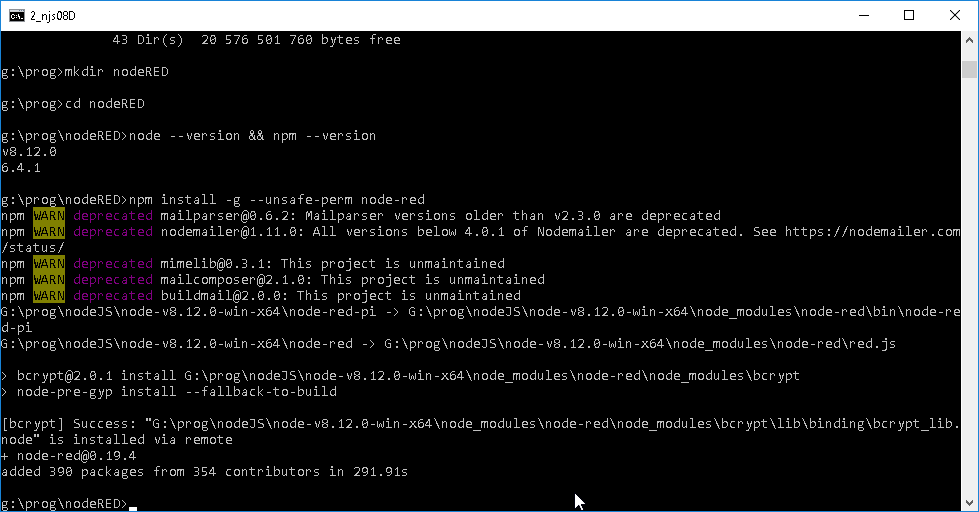 2_njs08D
43 Dir(s)  20 576 501 760 bytes free
g:\prog>mkdir nodeRED
g:\prog>cd nodeRED
g:\prog\nodeRED>node --version && npm --version
v8.12.0
6.4.1
g:\prog\nodeRED>npm install -g --unsafe-perm node-red
npm WARN deprecated mailparser@0.6.2: Mailparser versions older than v2.3.0 are deprecated
npm WARN deprecated nodemailer@1.11.0: All versions below 4.0.1 of Nodemailer are deprecated. See https://nodemailer.com
/status/
npm WARN deprecated mimelib@0.3.1: This project is unmaintained
npm WARN deprecated mailcomposer@2.1.0: This project is unmaintained
npm WARN deprecated buildmail@2.0.0: This project is unmaintained
G:\prog\nodeJS\node-v8.12.0-win-x64\node-red-pi -> G:\prog\nodeJS\node-v8.12.0-win-x64\node_modules\node-red\bin\node-re
d-pi
G:\prog\nodeJS\node-v8.12.0-win-x64\node-red -> G:\prog\nodeJS\node-v8.12.0-win-x64\node_modules\node-red\red.js
> bcrypt@2.0.1 install G:\prog\nodeJS\node-v8.12.0-win-x64\node_modules\node-red\node_modules\bcrypt
> node-pre-gyp install --fallback-to-build
[bcrypt] Success: "G:\prog\nodeJS\node-v8.12.0-win-x64\node_modules\node-red\node_modules\bcrypt\lib\binding\bcrypt_lib.
node" is installed via remote
+ node-red@0.19.4
added 390 packages from 354 contributors in 291.91s
g:\prog\nodeRED>